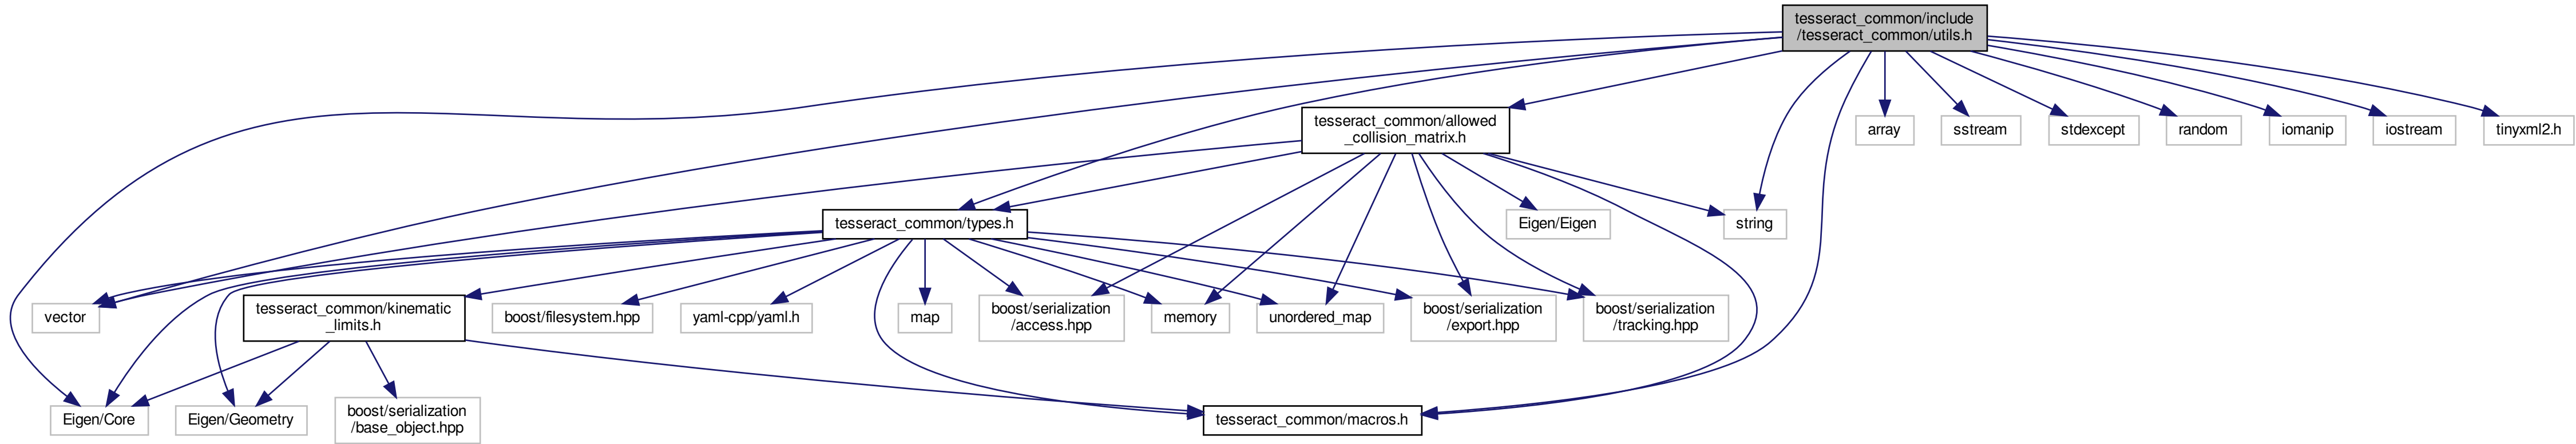 tesseract_common/include
/tesseract_common/utils.h
tesseract_common/allowed
_collision_matrix.h
array
sstream
stdexcept
random
iomanip
iostream
tinyxml2.h
tesseract_common/types.h
Eigen/Eigen
string
vector
tesseract_common/kinematic
_limits.h
boost/filesystem.hpp
yaml-cpp/yaml.h
map
boost/serialization
/access.hpp
memory
unordered_map
boost/serialization
/export.hpp
boost/serialization
/tracking.hpp
Eigen/Core
Eigen/Geometry
boost/serialization
/base_object.hpp
tesseract_common/macros.h